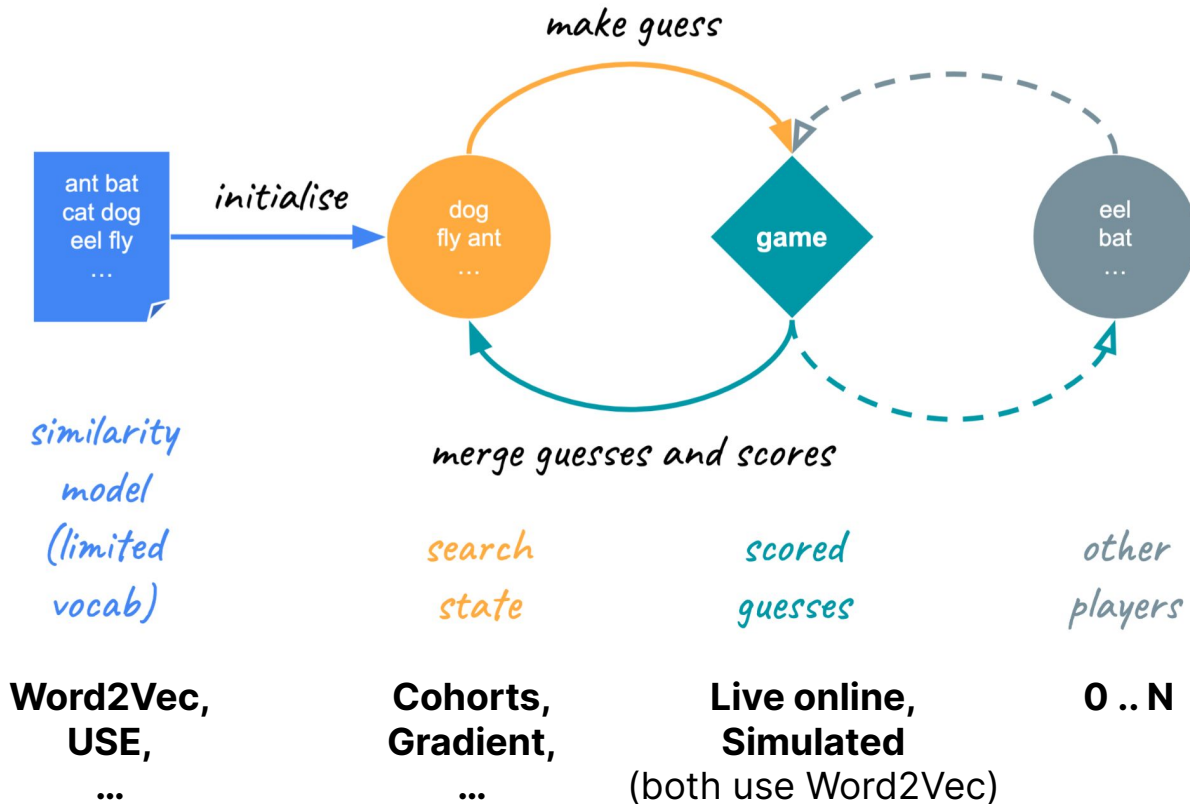 make guess
ant bat
cat dog
eel fly
...
initialise
dog
fly ant
...
game
eel
bat
...
merge guesses and scores
similarity
model
(limited
vocab)
search
state
scored
guesses
other
players
Word2Vec,
USE,
...
Cohorts,
Gradient,
...
Live online,
Simulated
(both use Word2Vec)
0 .. N